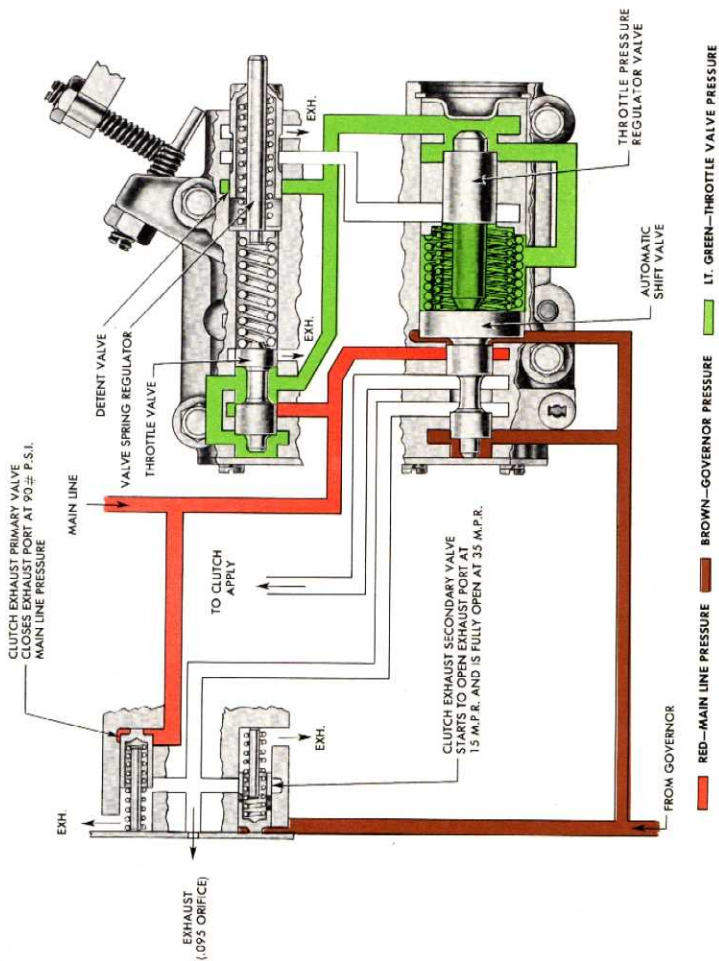 EXHAUST
(.095 ORIFICE)
EXH.
CLUTCH EXHAUST PRIMARY VALVE
CLOSES EXHAUST PORT AT 90# P.S.I.
MAIN LINE PRESSURE
MAIN LINE
DETENT VALVE
VALVE SPRING REGULATOR
THROTTLE VALVE
EXH.
EXH.
TO CLUTCH
APPLY
EXH.
CLUTCH EXHAUST SECONDARY VALVE
STARTS TO OPEN EXHAUST PORT AT
15 M.P.R. AND IS FULLY OPEN AT 35 M.P.R.
THROTTLE PRESSURE
REGULATOR VALVE
AUTOMATIC
SHIFT VALVE
FROM GOVERNOR
RED—MAIN LINE PRESSURE
BROWN—GOVERNOR PRESSURE
LT. GREEN—THROTTLE VALVE PRESSURE